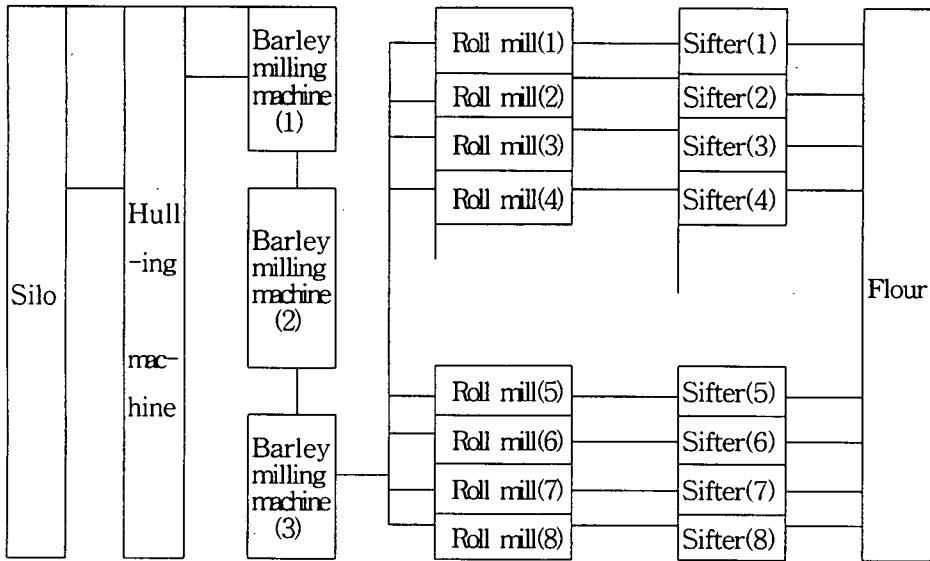 Silo
Hull
-ing
mac-
hine
Barley
milling
machine
(1)
Barley
milling
machine
(2)
Barley
milling
machine
(3)
Roll mill(1)
Roll mill(2)
Roll mill(3)
Roll mill(4)
Roll mill(5)
Roll mill(6)
Roll mill(7)
Roll mill(8)
Sifter(1)
Sifter(2)
Sifter(3)
Sifter(4)
Sifter(5)
Sifter(6)
Sifter(7)
Sifter(8)
Flour